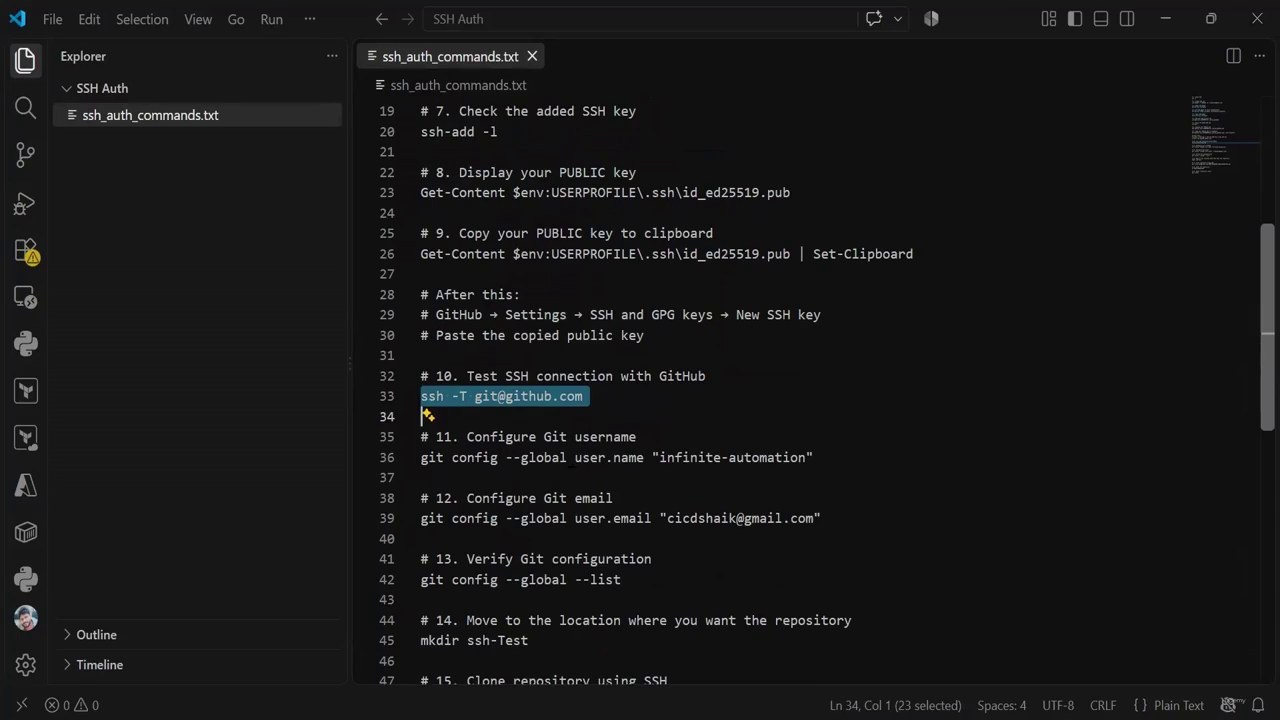 File Edit Selection View Go Run ···
SSH Auth
Explorer
SSH Auth
ssh_auth_commands.txt
Outline
Timeline
ssh_auth_commands.txt
ssh_auth_commands.txt
19 # 7. Check the added SSH key
20 ssh-add -l
21
22 # 8. Display your PUBLIC key
23 Get-Content $env:USERPROFILE\.ssh\id_ed25519.pub
24
25 # 9. Copy your PUBLIC key to clipboard
26 Get-Content $env:USERPROFILE\.ssh\id_ed25519.pub | Set-Clipboard
27
28 # After this:
29 # GitHub → Settings → SSH and GPG keys → New SSH key
30 # Paste the copied public key
31
32 # 10. Test SSH connection with GitHub
33 ssh -T git@github.com
34
35 # 11. Configure Git username
36 git config --global user.name "infinite-automation"
37
38 # 12. Configure Git email
39 git config --global user.email "cicdshaik@gmail.com"
40
41 # 13. Verify Git configuration
42 git config --global --list
43
44 # 14. Move to the location where you want the repository
45 mkdir ssh-Test
46
47 # 15. Clone repository using SSH
0 0 Ln 34, Col 1 (23 selected) Spaces: 4 UTF-8 CRLF {} Plain Text